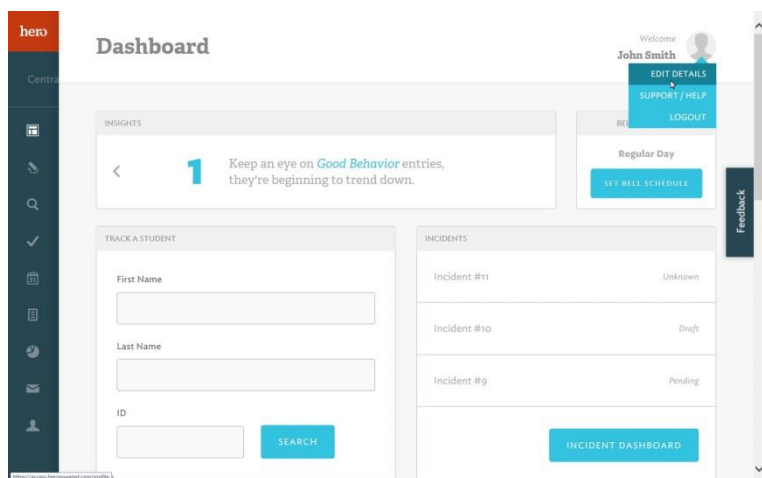 hero
Dashboard
Welcome
John Smith
Centra
EDIT DETAILS
SUPPORT / HELP
LOGOUT
INSIGHTS
BEL
1
Keep an eye on Good Behavior entries,
they're beginning to trend down.
Regular Day
SET BELL SCHEDULE
Feedback
TRACK A STUDENT
First Name
Last Name
ID
SEARCH
INCIDENTS
Incident #11
Unknown
Incident #10
Draft
Incident #9
Pending
INCIDENT DASHBOARD
31